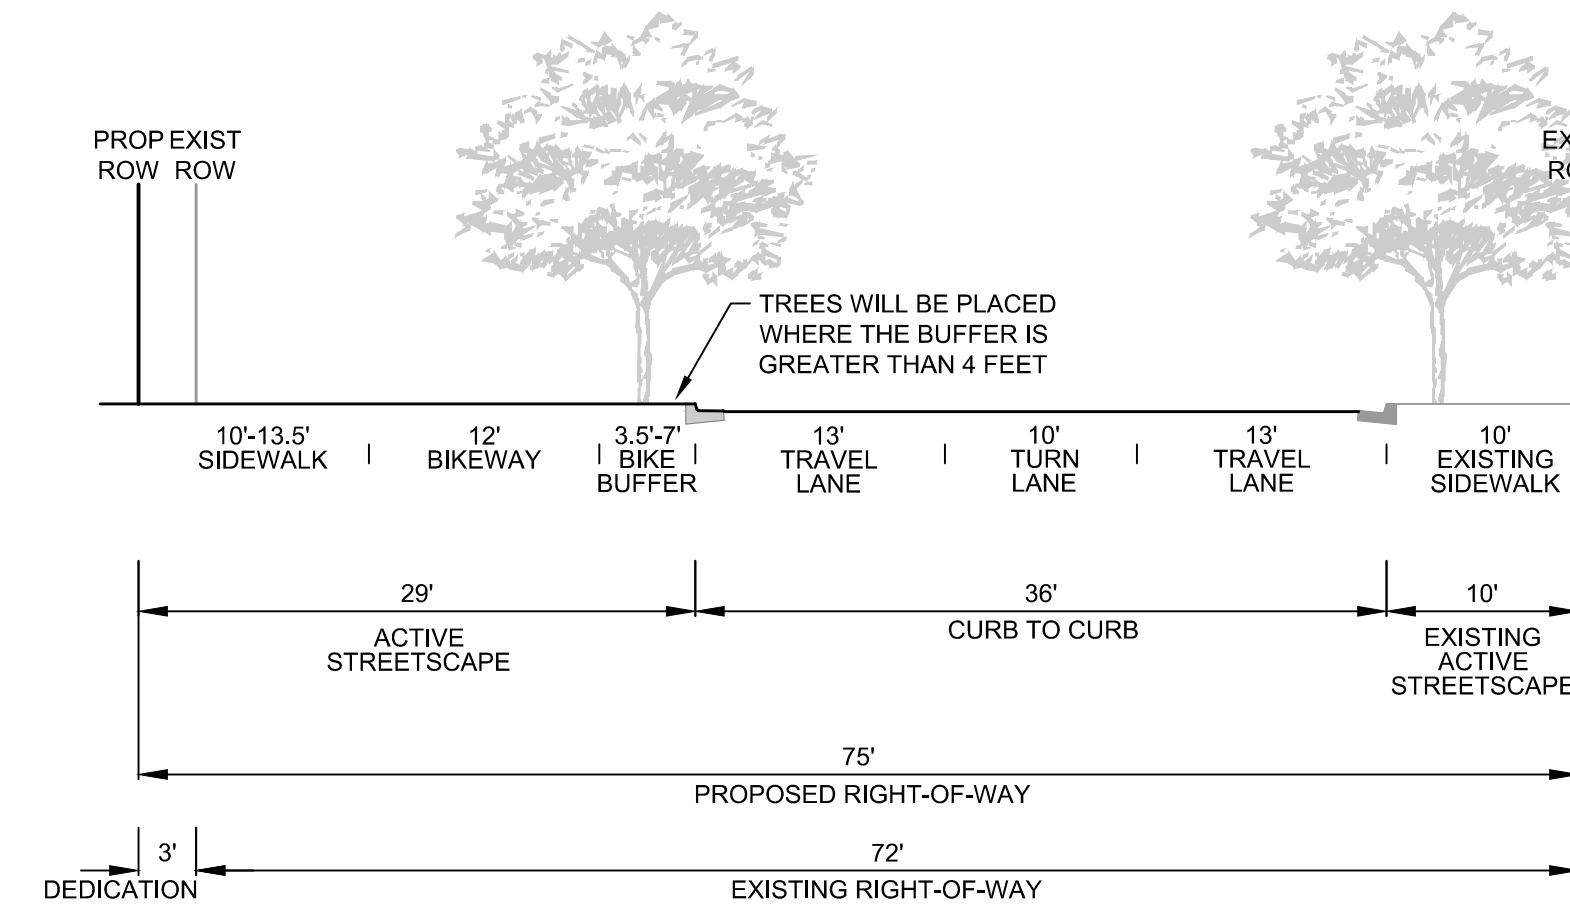 PROP EXIST
ROW ROW
TREES WILL BE PLACED
WHERE THE BUFFER IS
GREATER THAN 4 FEET
10'-13.5'
SIDEWALK
12'
BIKEWAY
3.5'-7'
BIKE
BUFFER
13'
TRAVEL
LANE
10'
TURN
LANE
13'
TRAVEL
LANE
10'
EXISTING
SIDEWALK
29'
ACTIVE
STREETSCAPE
36'
CURB TO CURB
10'
EXISTING
ACTIVE
STREETSCAPE
75'
PROPOSED RIGHT-OF-WAY
3'
DEDICATION
72'
EXISTING RIGHT-OF-WAY